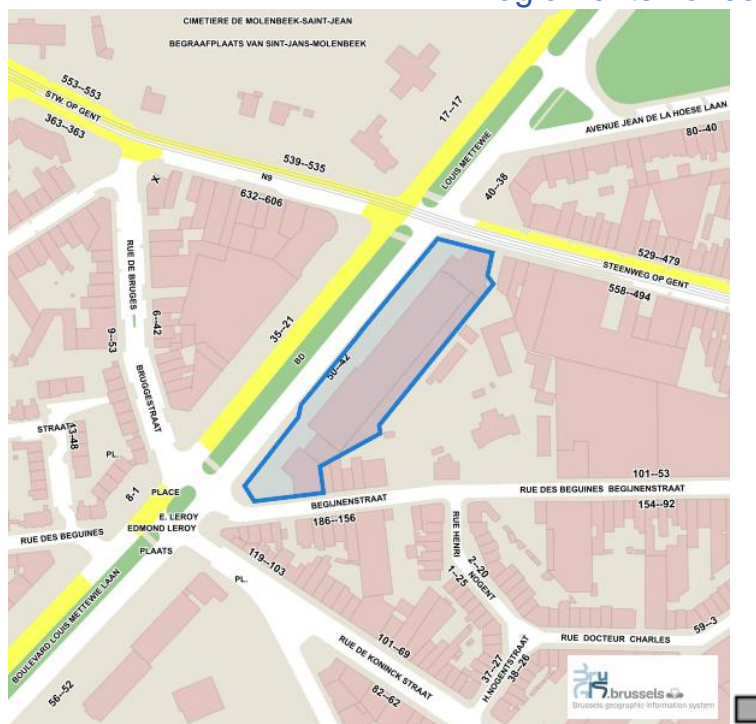 CIMETIERE DE MOLENBEEK-SAINT-JEAN
BEGRAAFPLAATS VAN SINT-JANS-MOLENBEEK
553--553
STW. OP GENT
363--363
17--17
LOUIS METTEWIE
AVENUE JEAN DE LA HOESE LAAN
80--40
539--535
N9
632--606
40--38
529--479
STEENWEG OP GENT
558--494
RUE DE BRUGES
6--42
9--53
BRUGGESTRAAT
35--21
BD
50--42
STRAAT
43-48
PL.
8-1
PLACE
E. LEROY
EDMOND LEROY
PLAATS
RUE DES BEGUINES
BEGIJNENSTRAAT
186--156
101--53
RUE DES BEGUINES BEGIJNENSTRAAT
154--92
RUE HENRI
NOGENT
2--20
1--25
119--103
PL.
BOULEVARD LOUIS METTEWIE LAAN
56--52
101--69
RUE DE KONINCK STRAAT
82--62
37--27
H.NOGENTSTRAAT
38--26
RUE DOCTEUR CHARLES
59--3
.brussels
Brussels geographic information system